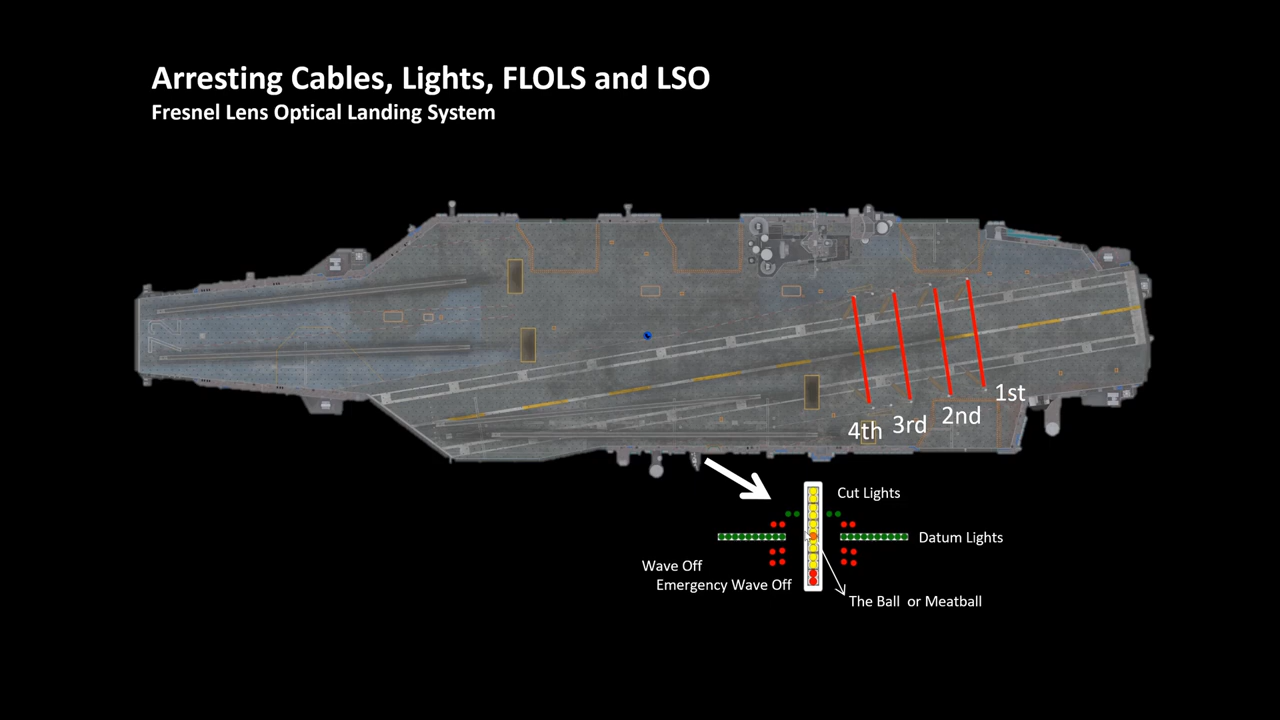 Arresting Cables, Lights, FLOLS and LSO
Fresnel Lens Optical Landing System
1st
2nd
3rd
4th
Cut Lights
Datum Lights
Wave Off
Emergency Wave Off
The Ball or Meatball